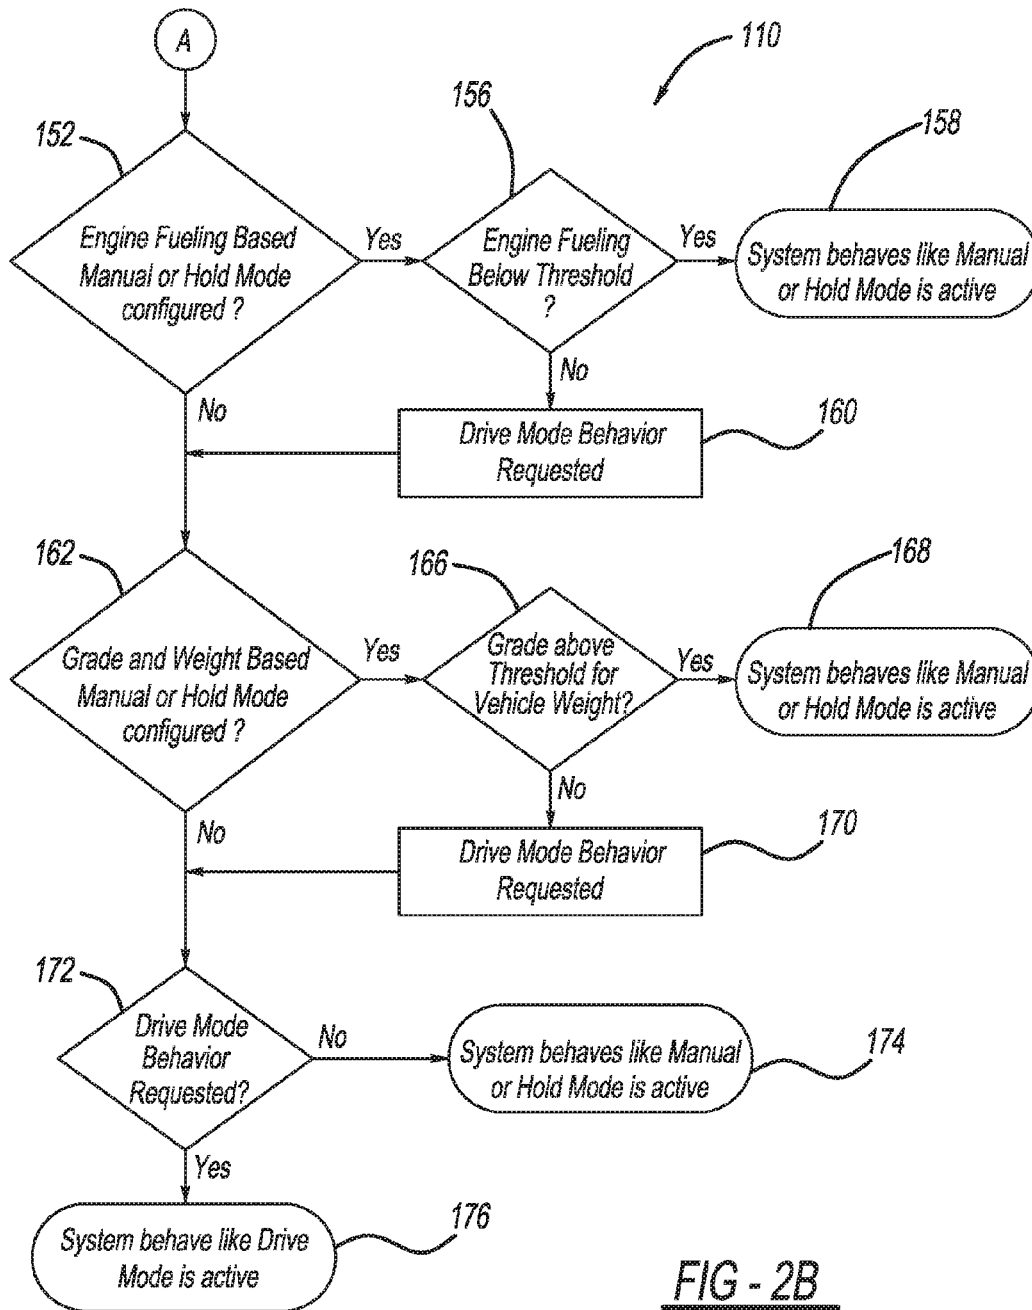 A
110
152
156
158
Engine Fueling Based
Manual or Hold Mode
configured ?
Yes
Engine Fueling
Below Threshold
?
Yes
System behaves like Manual
or Hold Mode is active
No
No
Drive Mode Behavior
Requested
160
162
166
168
Grade and Weight Based
Manual or Hold Mode
configured ?
Yes
Grade above
Threshold for
Vehicle Weight?
Yes
System behaves like Manual
or Hold Mode is active
No
No
Drive Mode Behavior
Requested
170
172
Drive Mode
Behavior
Requested?
No
System behaves like Manual
or Hold Mode is active
174
Yes
System behave like Drive
Mode is active
176
FIG - 2B